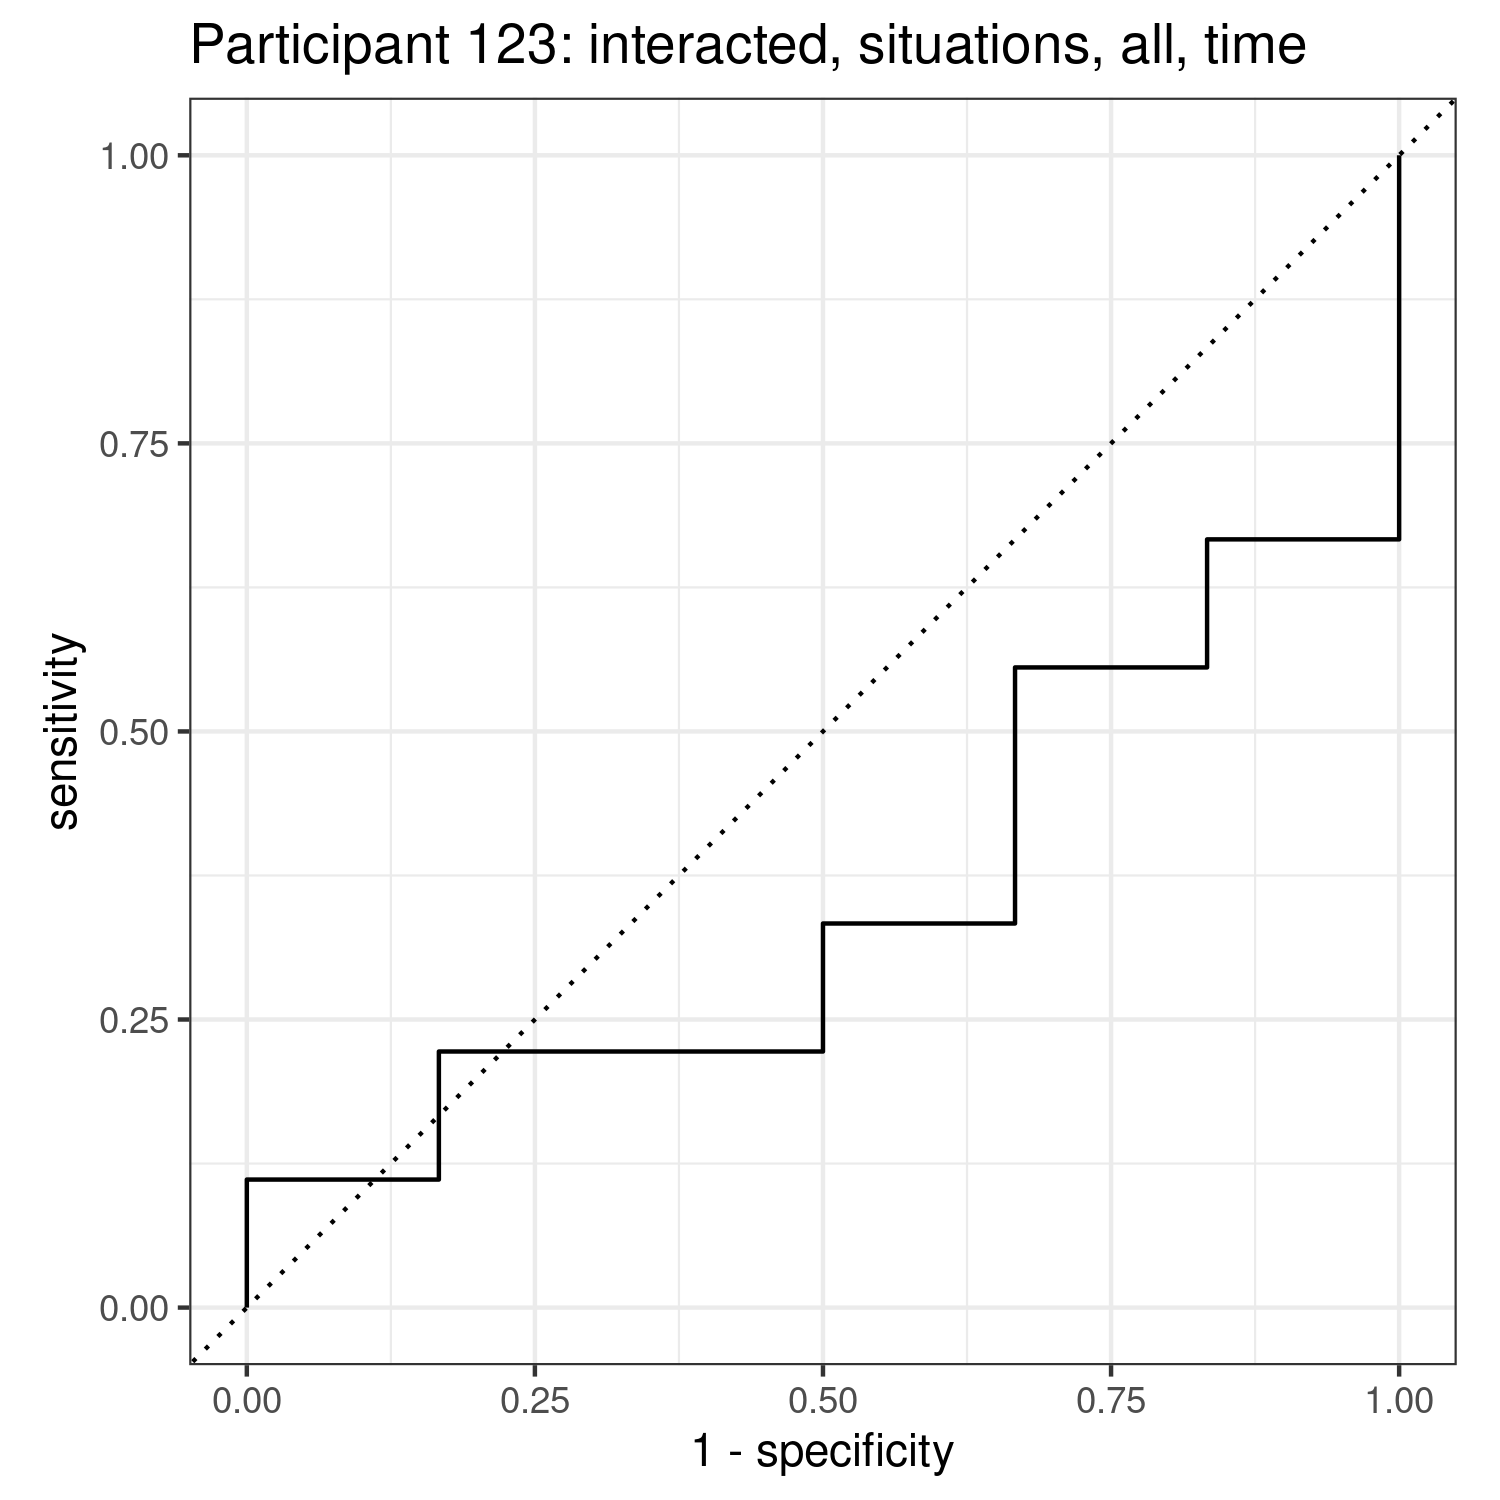 Participant 123: interacted, situations, all, time
1.00
0.75
0.50
0.25
0.00
sensitivity
0.00 0.25 0.50 0.75 1.00
1 - specificity